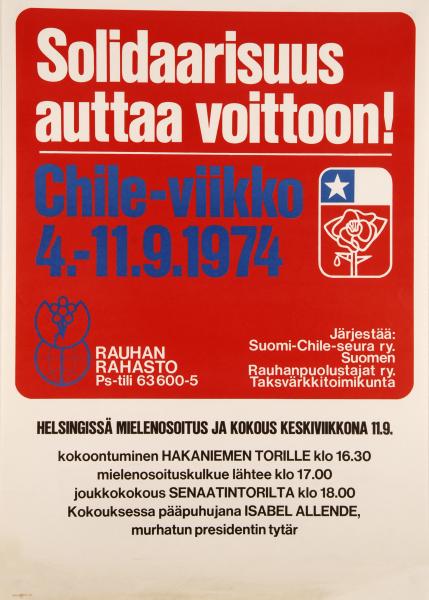 Solidaarisuus
auttaa voittoon!
Chile-viikko
4.-11.9.1974
RAUHAN
RAHASTO
Ps-tili 63 600-5
Järjestää:
Suomi-Chile-seura ry.
Suomen
Rauhanpuolustajat ry.
Taksvärkkitoimikunta
HELSINGISSÄ MIELENOSOITUS JA KOKOUS KESKIVIIKKONA 11.9.
kokoontuminen HAKANIEMEN TORILLE klo 16.30
mielenosoituskulkue lähtee klo 17.00
joukkokokous SENAATINTORILTA klo 18.00
Kokouksessa pääpuhujana ISABEL ALLENDE,
murhatun presidentin tytär